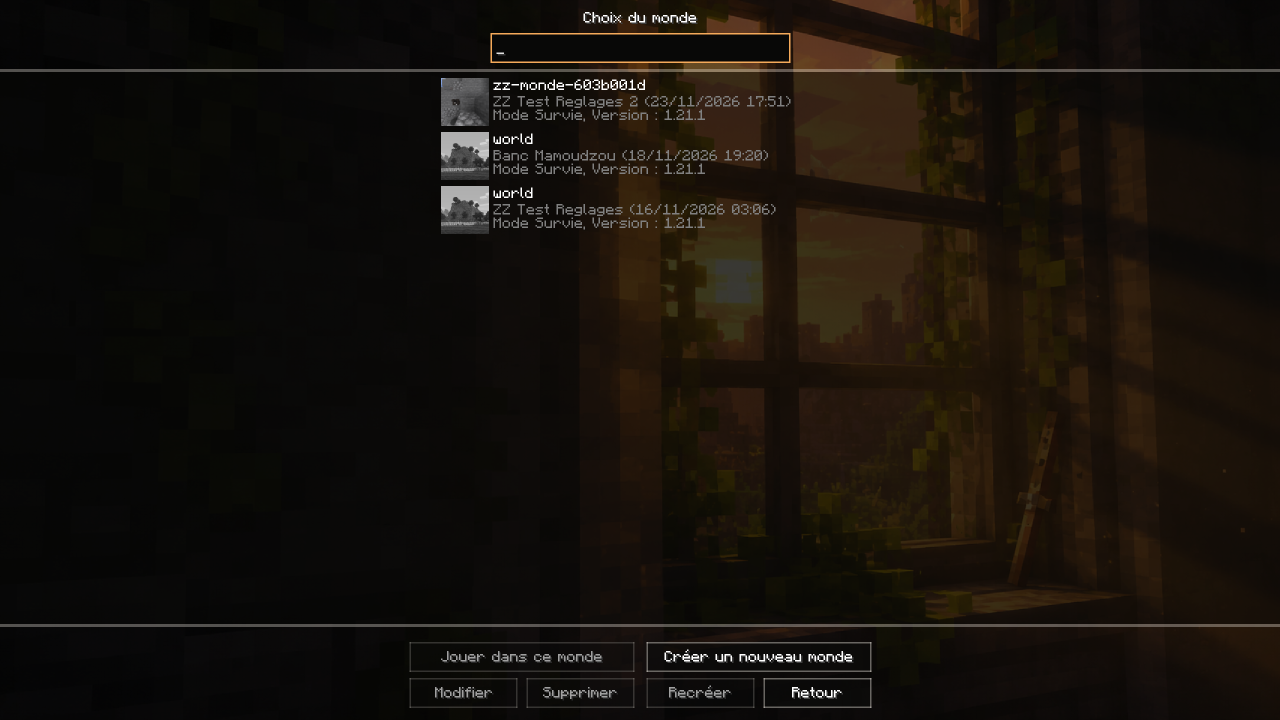 Choix du monde
_
zz-monde-603b001d
ZZ Test Reglages 2 (23/11/2026 17:51)
Mode Survie, Version : 1.21.1
world
Banc Mamoudzou (18/11/2026 19:20)
Mode Survie, Version : 1.21.1
world
ZZ Test Reglages (16/11/2026 03:06)
Mode Survie, Version : 1.21.1
Jouer dans ce monde
Créer un nouveau monde
Modifier
Supprimer
Recréer
Retour